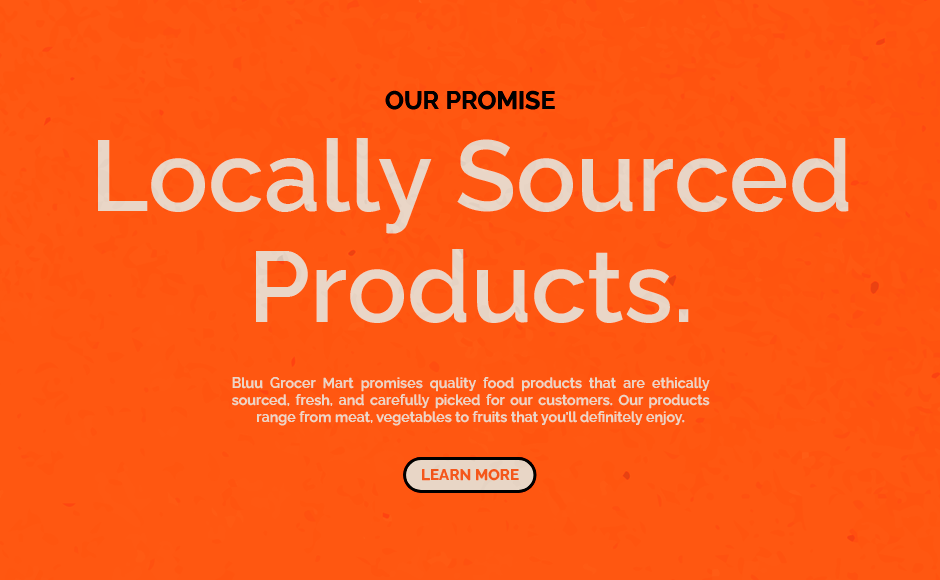 OUR PROMISE
Locally Sourced
Products.
Bluu Grocer Mart promises quality food products that are ethically
sourced, fresh, and carefully picked for our customers. Our products
range from meat, vegetables to fruits that you'll definitely enjoy.
LEARN MORE